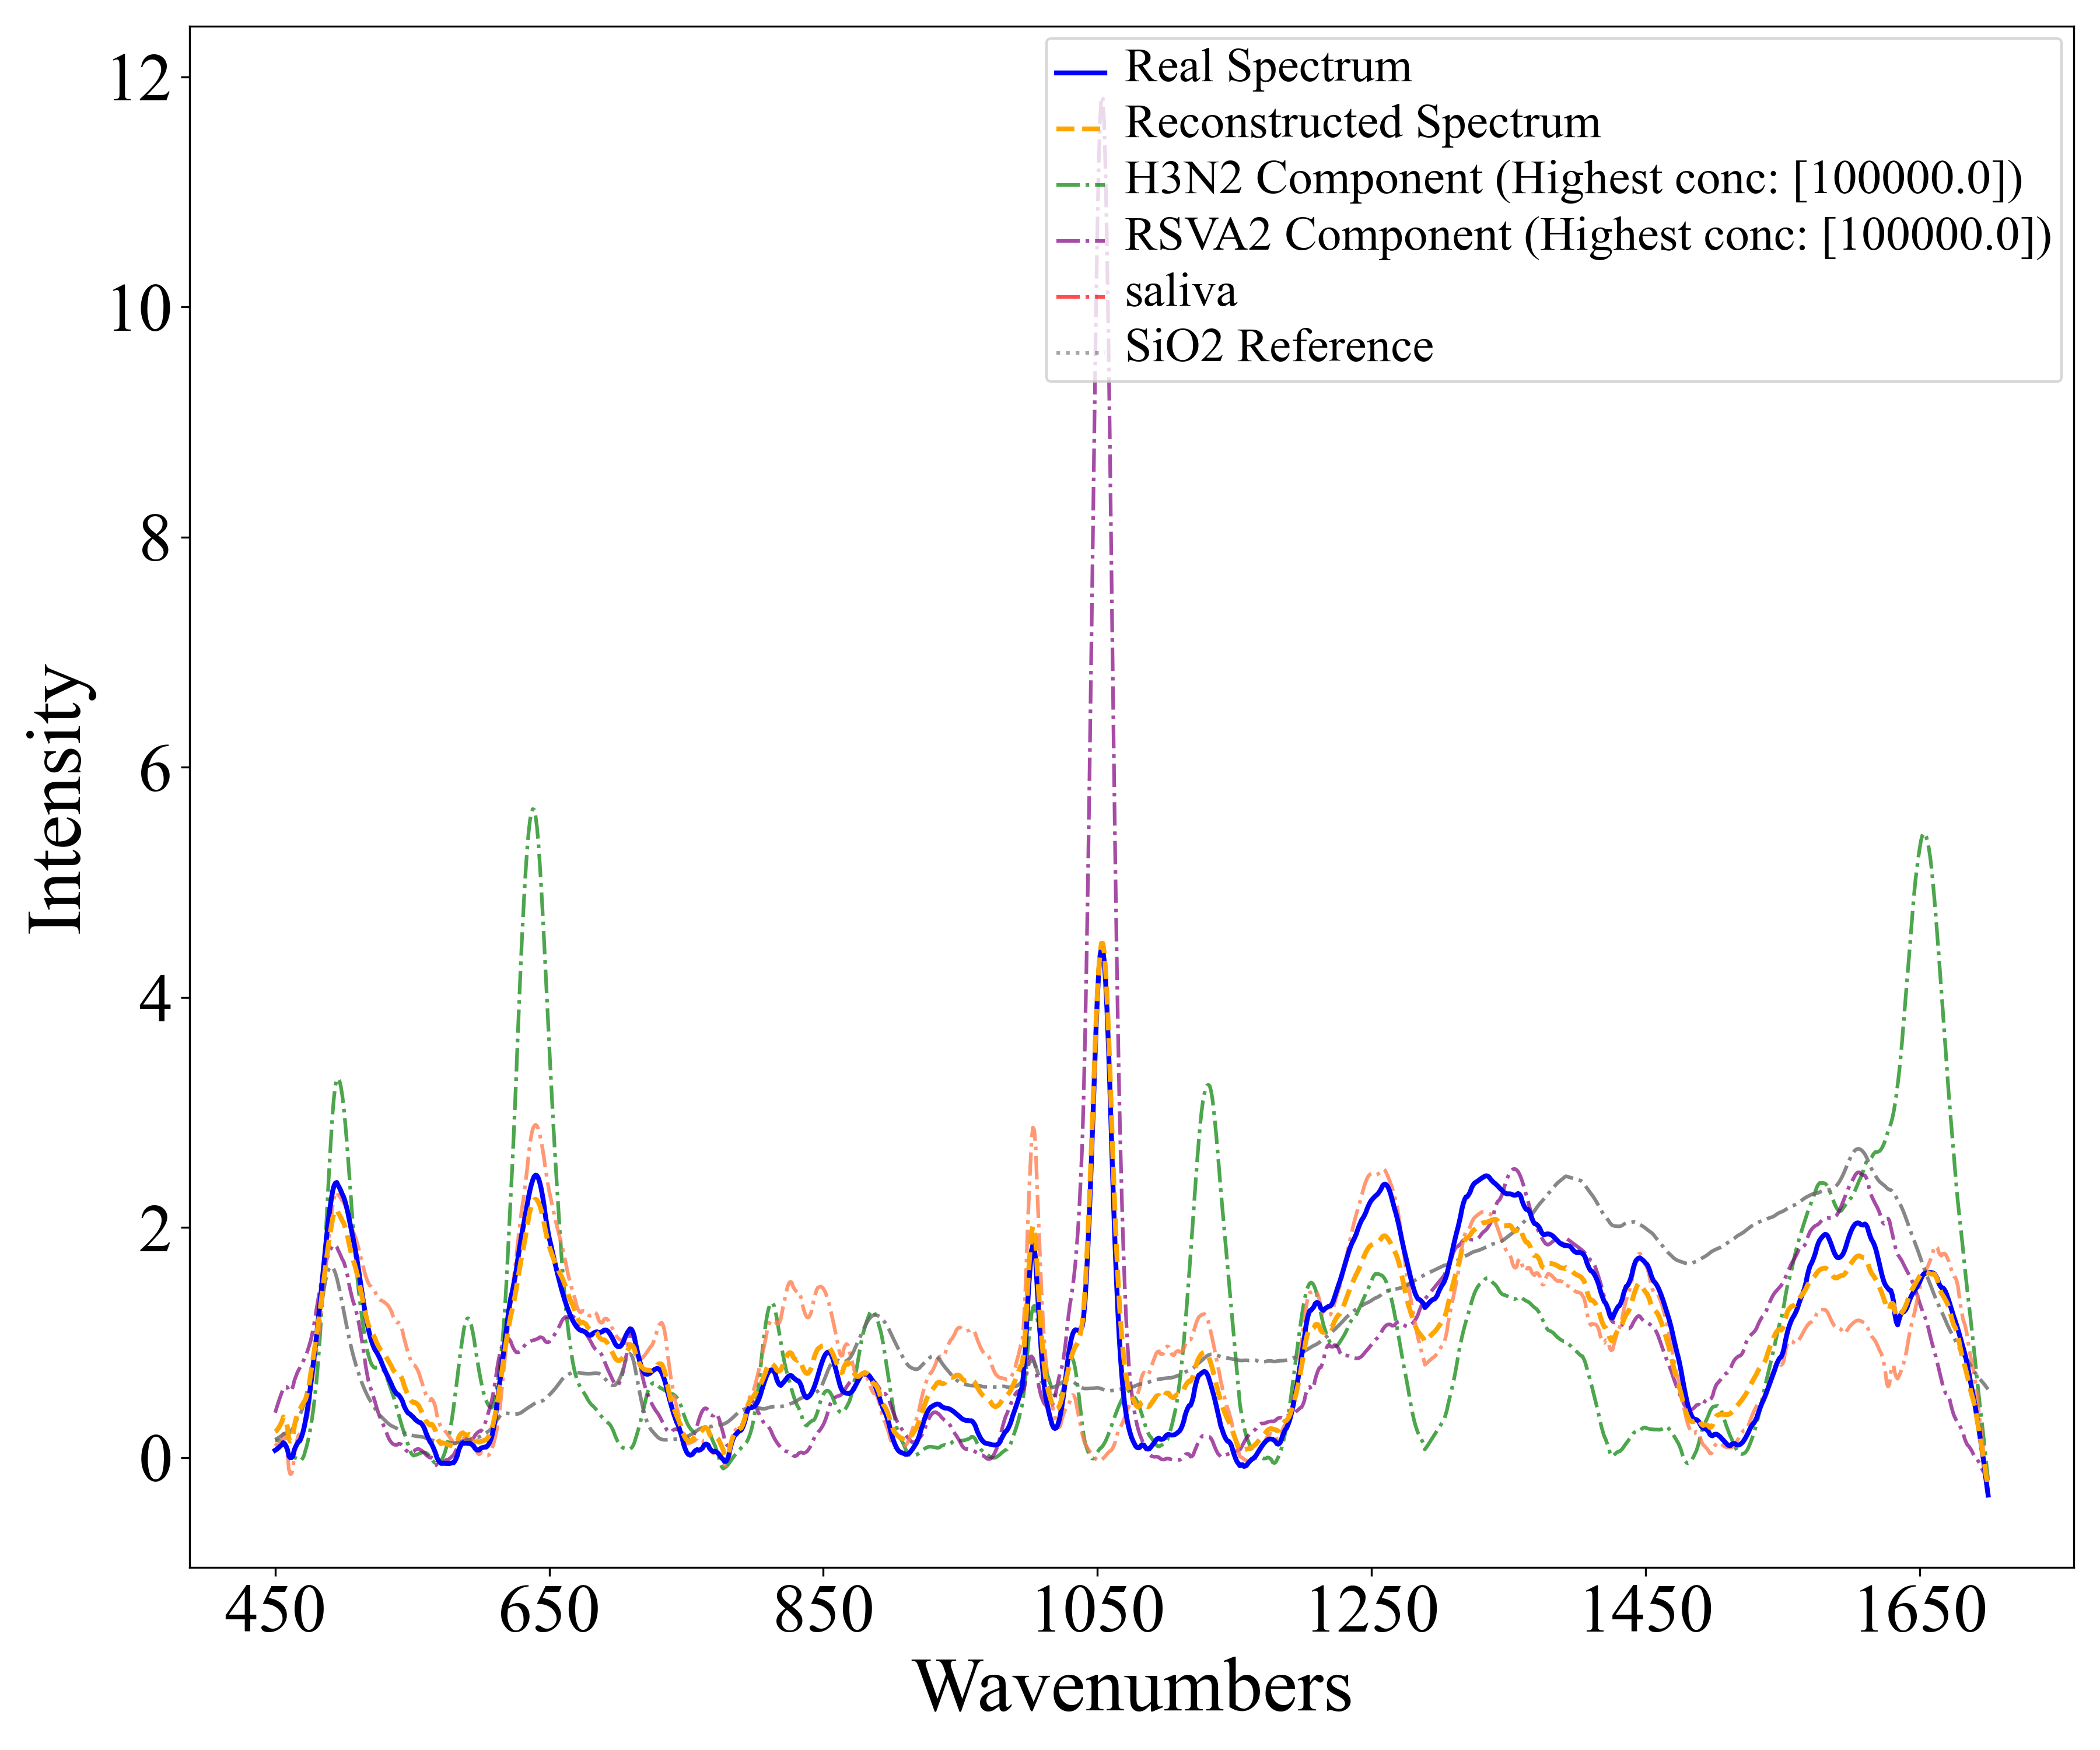 Real Spectrum
Reconstructed Spectrum
H3N2 Component (Highest conc: [100000.0])
RSVA2 Component (Highest conc: [100000.0])
saliva
SiO2 Reference
12
10
8
6
4
2
0
Intensity
450 650 850 1050 1250 1450 1650
Wavenumbers